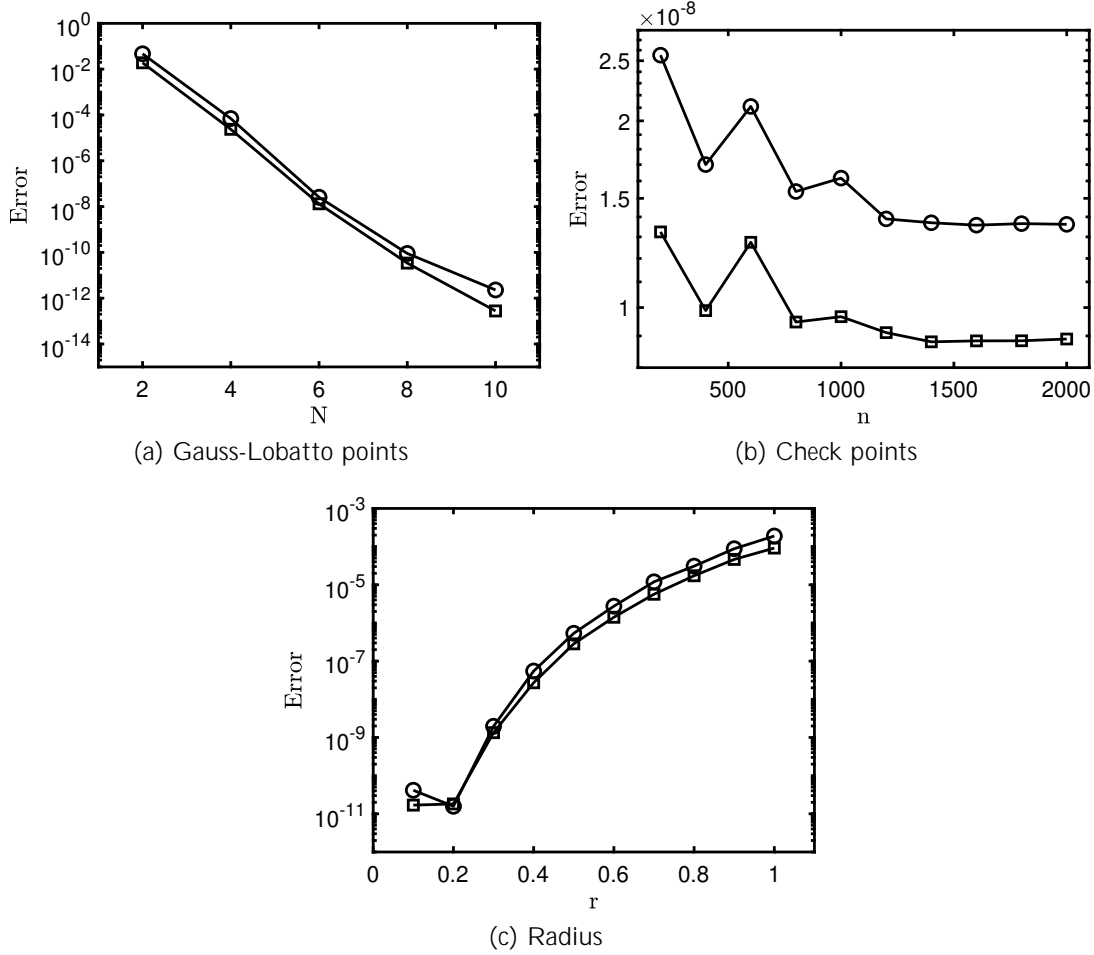 10^0
10^-2
10^-4
10^-6
10^-8
10^-10
10^-12
10^-14
Error
2 4 6 8 10
N
(a) Gauss-Lobatto points
×10^-8
2.5
2
1.5
1
Error
500 1000 1500 2000
n
(b) Check points
10^-3
10^-5
10^-7
10^-9
10^-11
Error
0 0.2 0.4 0.6 0.8 1
r
(c) Radius